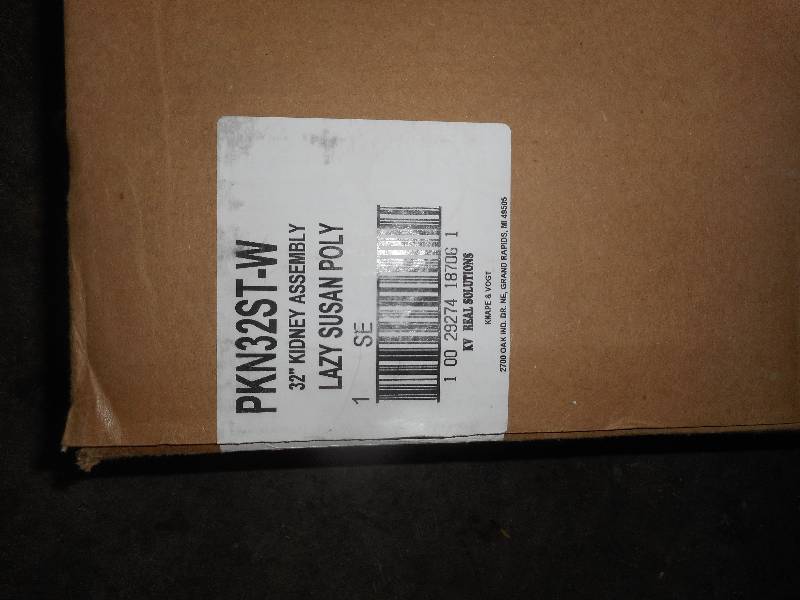 PKN32ST-W
32" KIDNEY ASSEMBLY
LAZY SUSAN POLY
1 SE
1 00 29274 18706 1
KV REAL SOLUTIONS
KNAPE & VOGT
2700 OAK IND. DR. NE, GRAND RAPIDS, MI 49505